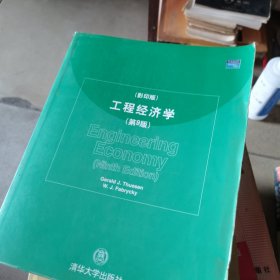 (影印版)
工程经济学
(第9版)
Engineering
Economy
(Ninth Edition)
Gerald J. Thuesen
W. J. Fabrycky
清华大学出版社